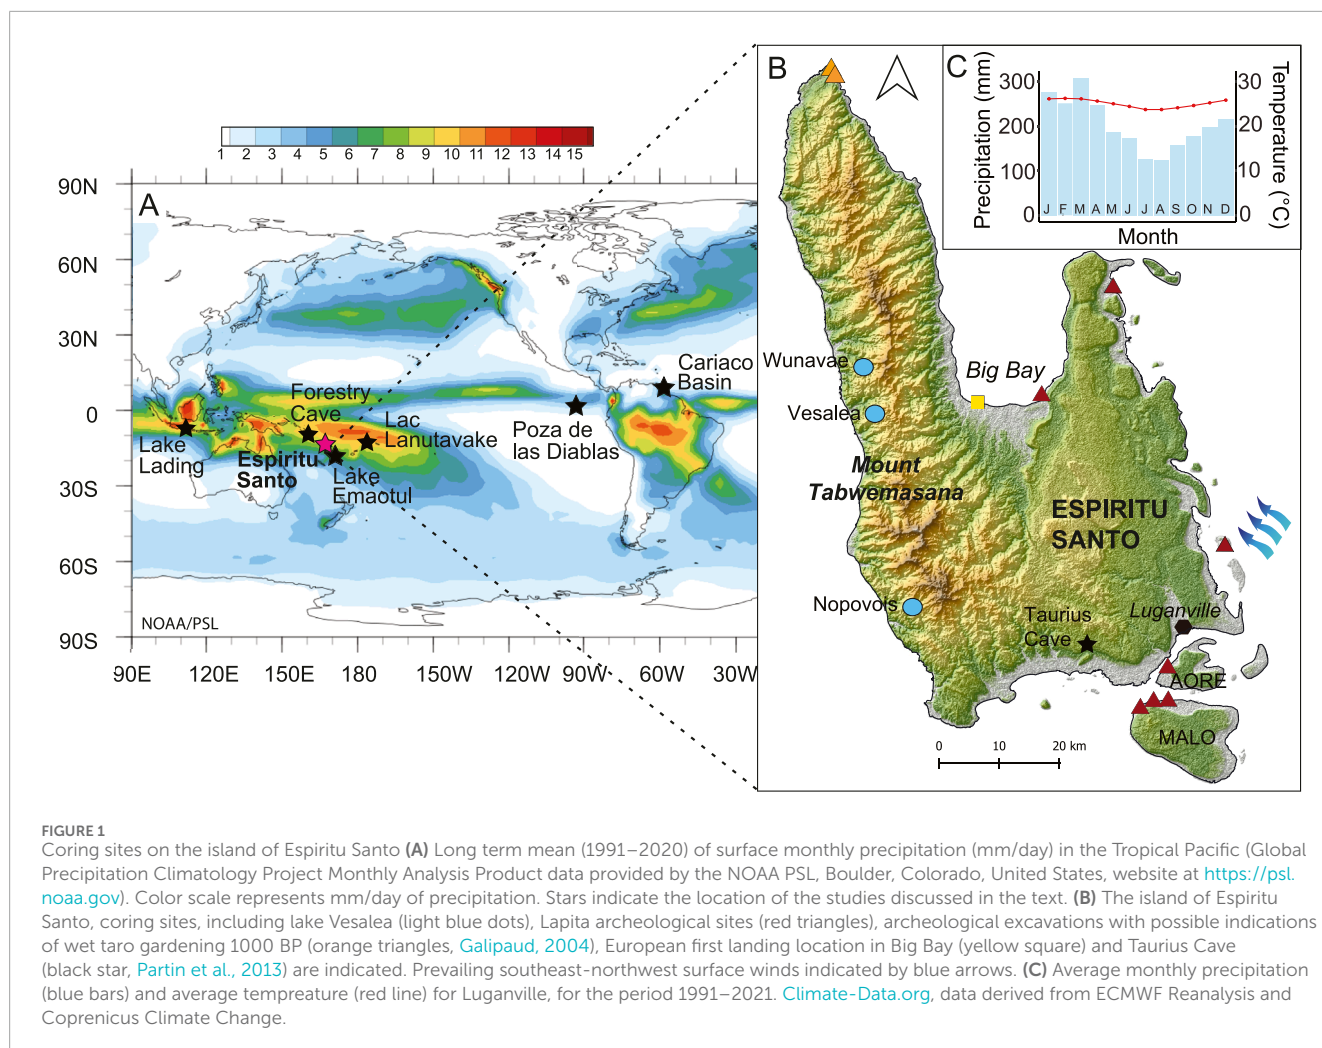 1 2 3 4 5 6 7 8 9 10 11 12 13 14 15
A
90N
60N
30N
0
30S
60S
90S
90E 120E 150E 180 150W 120W 90W 60W 30W
Forestry
Cave
Lac
Lanutavake
Cariaco
Basin
Poza de
las Diablas
Lake
Lading
Espiritu
Santo
Lake
Emaotul
NOAA/PSL
B
Wunavae
Vesalea
Big Bay
Mount
Tabwemasana
ESPIRITU
SANTO
Nopovois
Taurius
Cave
Luganville
AORE
MALO
0 10 20 km
C
Precipitation (mm)
300
200
100
0
Temperature (°C)
30
20
10
0
J F M A M J J A S O N D
Month
FIGURE 1
Coring sites on the island of Espiritu Santo (A) Long term mean (1991–2020) of surface monthly precipitation (mm/day) in the Tropical Pacific (Global
Precipitation Climatology Project Monthly Analysis Product data provided by the NOAA PSL, Boulder, Colorado, United States, website at https://psl.
noaa.gov). Color scale represents mm/day of precipitation. Stars indicate the location of the studies discussed in the text. (B) The island of Espiritu
Santo, coring sites, including lake Vesalea (light blue dots), Lapita archeological sites (red triangles), archeological excavations with possible indications
of wet taro gardening 1000 BP (orange triangles, Galipaud, 2004), European first landing location in Big Bay (yellow square) and Taurius Cave
(black star, Partin et al., 2013) are indicated. Prevailing southeast-northwest surface winds indicated by blue arrows. (C) Average monthly precipitation
(blue bars) and average tempreature (red line) for Luganville, for the period 1991–2021. Climate-Data.org, data derived from ECMWF Reanalysis and
Coprenicus Climate Change.